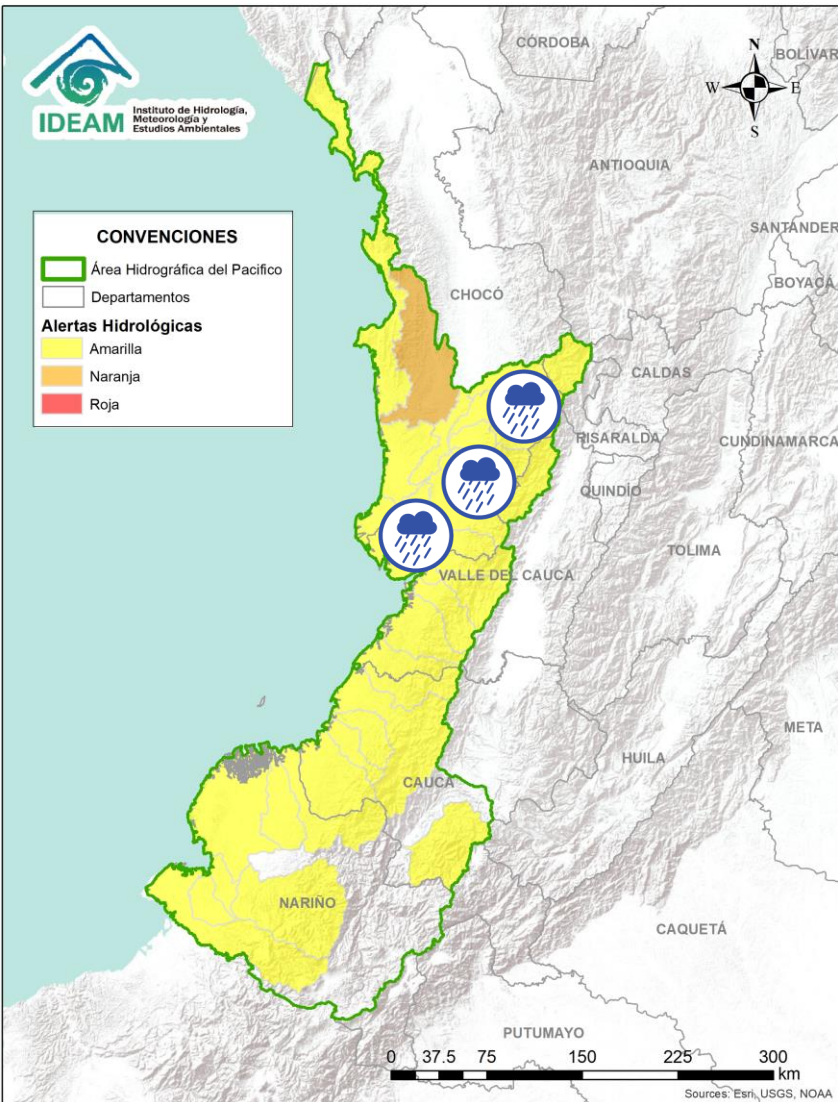 IDEAM
Instituto de Hidrología,
Meteorología y
Estudios Ambientales
CÓRDOBA
N
BOLÍVAR
W
E
S
ANTIOQUIA
CONVENCIONES
Área Hidrográfica del Pacifico
Departamentos
Alertas Hidrológicas
Amarilla
Naranja
Roja
SANTANDER
BOYACÁ
CHOCÓ
CALDAS
RISARALDA
CUNDINAMARCA
QUINDÍO
TOLIMA
VALLE DEL CAUCA
META
HUILA
CAUCA
NARIÑO
CAQUETÁ
PUTUMAYO
0 37.5 75 150 225 300
km
Sources: Esri, USGS, NOAA